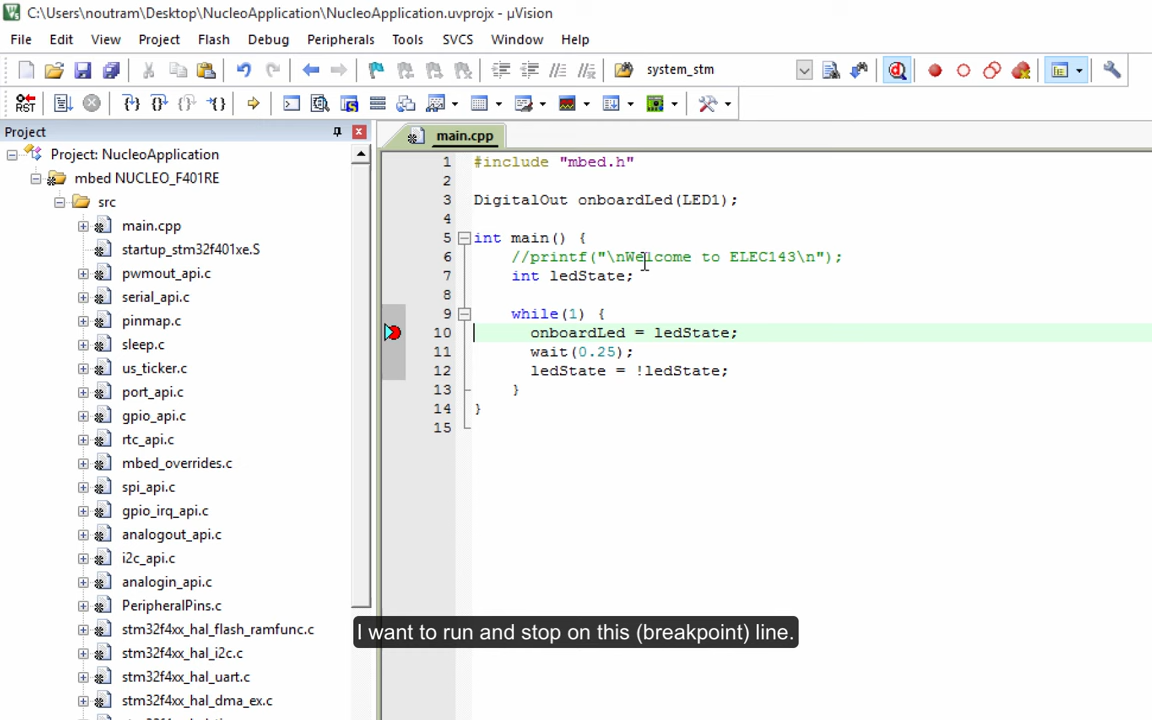 C:\Users\noutram\Desktop\NucleoApplication\NucleoApplication.uvprojx - µVision
File Edit View Project Flash Debug Peripherals Tools SVCS Window Help
system_stm
RST
Project
main.cpp
Project: NucleoApplication
mbed NUCLEO_F401RE
src
main.cpp
startup_stm32f401xe.S
pwmout_api.c
serial_api.c
pinmap.c
sleep.c
us_ticker.c
port_api.c
gpio_api.c
rtc_api.c
mbed_overrides.c
spi_api.c
gpio_irq_api.c
analogout_api.c
i2c_api.c
analogin_api.c
PeripheralPins.c
stm32f4xx_hal_flash_ramfunc.c
stm32f4xx_hal_i2c.c
stm32f4xx_hal_uart.c
stm32f4xx_hal_dma_ex.c
1 #include "mbed.h"
2
3 DigitalOut onboardLed(LED1);
4
5 int main() {
6 //printf("\nWelcome to ELEC143\n");
7 int ledState;
8
9 while(1) {
10 onboardLed = ledState;
11 wait(0.25);
12 ledState = !ledState;
13 }
14 }
15
I want to run and stop on this (breakpoint) line.